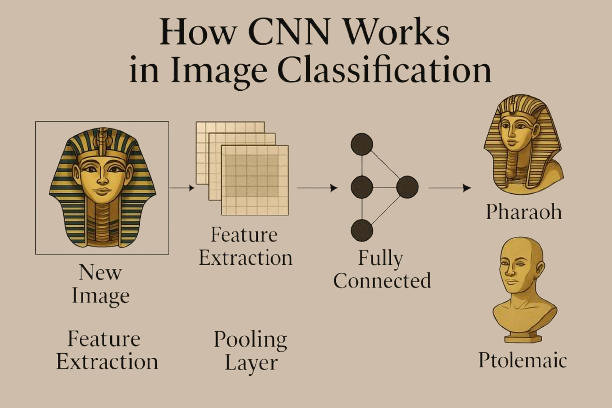 How CNN Works
in Image Classification
New
Image
Feature
Extraction
Fully
Connected
Pharaoh
Ptolemaic
Feature
Extraction
Pooling
Layer